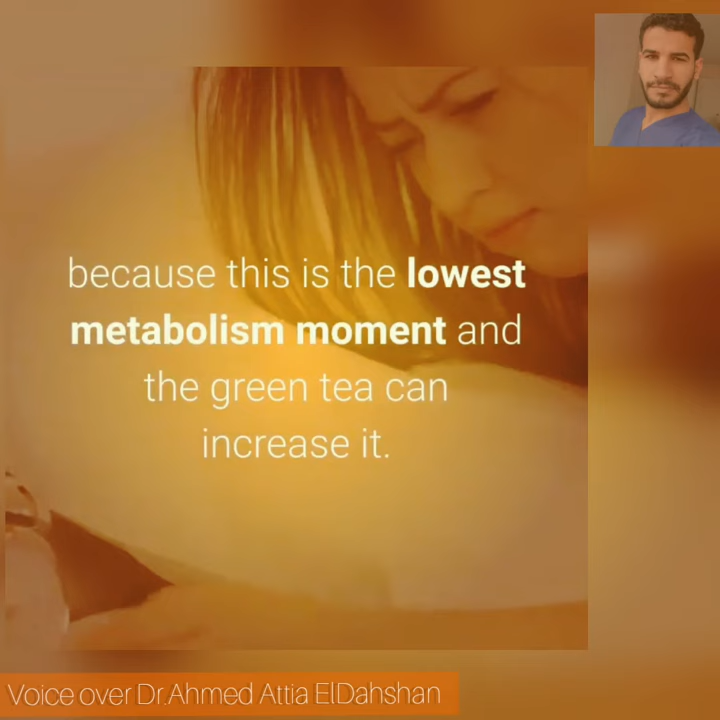 because this is the lowest
metabolism moment and
the green tea can
increase it.
Voice over Dr.Ahmed Attia ElDahshan